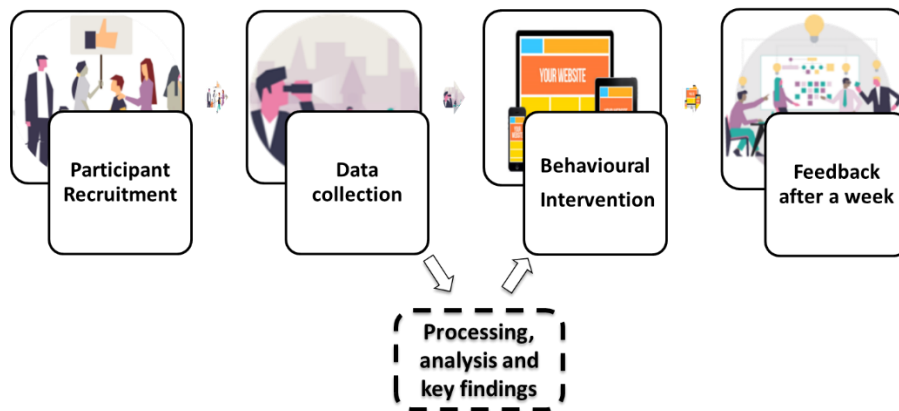 YOUR WEBSITE
Participant
Recruitment
Data
collection
Behavioural
Intervention
Feedback
after a week
Processing,
analysis and
key findings